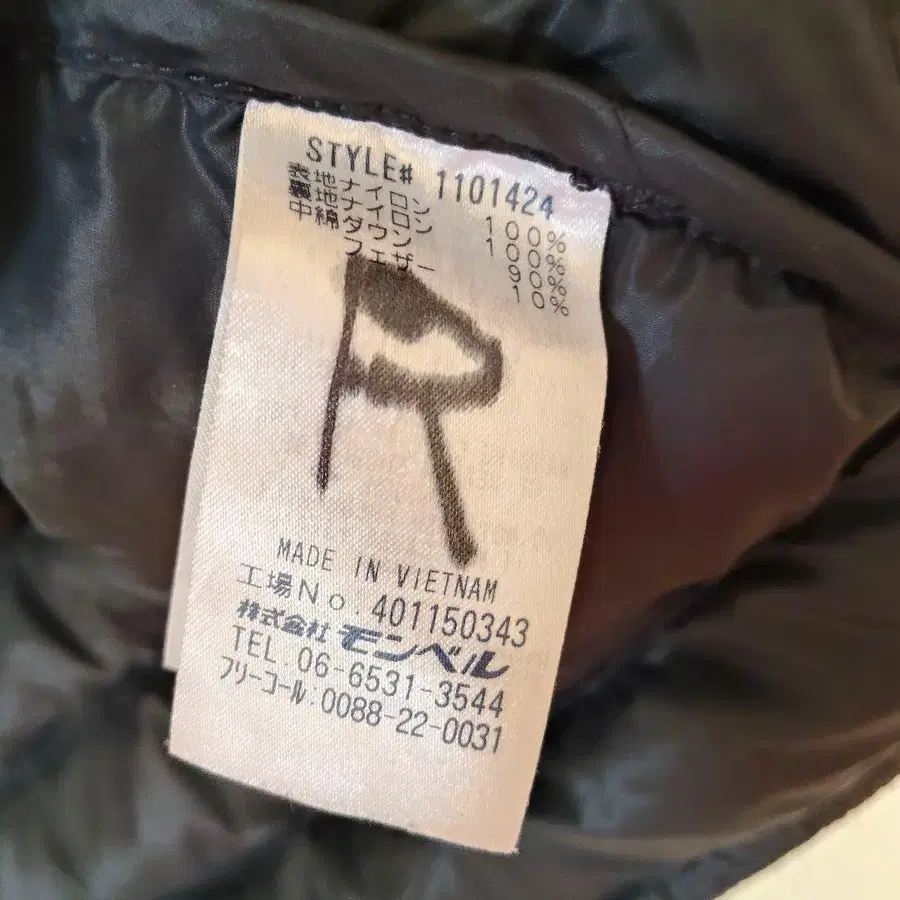 STYLE# 1101424
表地ナイロン 100%
裏地ナイロン 100%
中綿ダウン 90%
フェザー 10%
R
MADE IN VIETNAM
工場No.401150343
株式会社モンベル
TEL.06-6531-3544
フリーコール:0088-22-0031